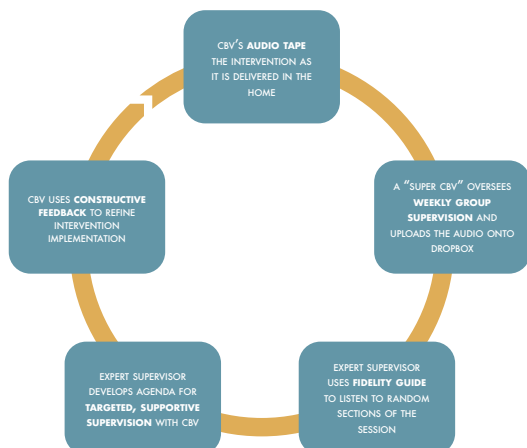 CBV'S AUDIO TAPE
THE INTERVENTION AS
IT IS DELIVERED IN THE
HOME
A "SUPER CBV" OVERSEES
WEEKLY GROUP
SUPERVISION AND
UPLOADS THE AUDIO ONTO
DROPBOX
EXPERT SUPERVISOR
USES FIDELITY GUIDE
TO LISTEN TO RANDOM
SECTIONS OF THE
SESSION
EXPERT SUPERVISOR
DEVELOPS AGENDA FOR
TARGETED, SUPPORTIVE
SUPERVISION WITH CBV
CBV USES CONSTRUCTIVE
FEEDBACK TO REFINE
INTERVENTION
IMPLEMENTATION